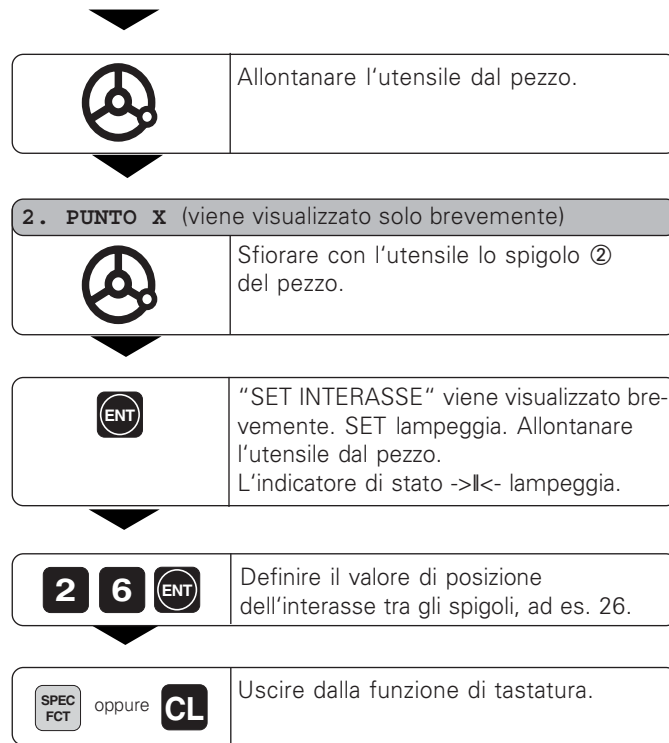 Allontanare l'utensile dal pezzo.
2. PUNTO X (viene visualizzato solo brevemente)
Sfiorare con l'utensile lo spigolo ②
del pezzo.
ENT
“SET INTERASSE“ viene visualizzato bre-
vemente. SET lampeggia. Allontanare
l'utensile dal pezzo.
L'indicatore di stato ->||<- lampeggia.
2 6 ENT
Definire il valore di posizione
dell'interasse tra gli spigoli, ad es. 26.
SPEC
FCT oppure CL
Uscire dalla funzione di tastatura.